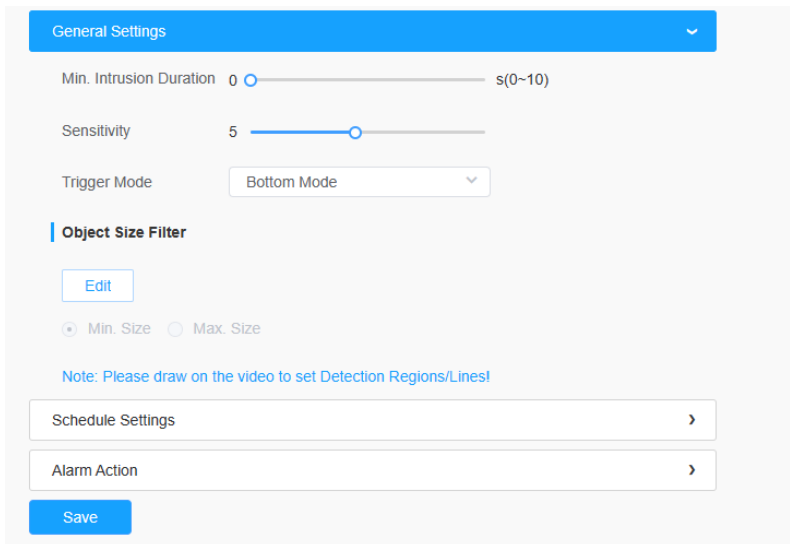 General Settings
Min. Intrusion Duration 0 s(0~10)
Sensitivity 5
Trigger Mode Bottom Mode
Object Size Filter
Edit
Min. Size Max. Size
Note: Please draw on the video to set Detection Regions/Lines!
Schedule Settings
Alarm Action
Save